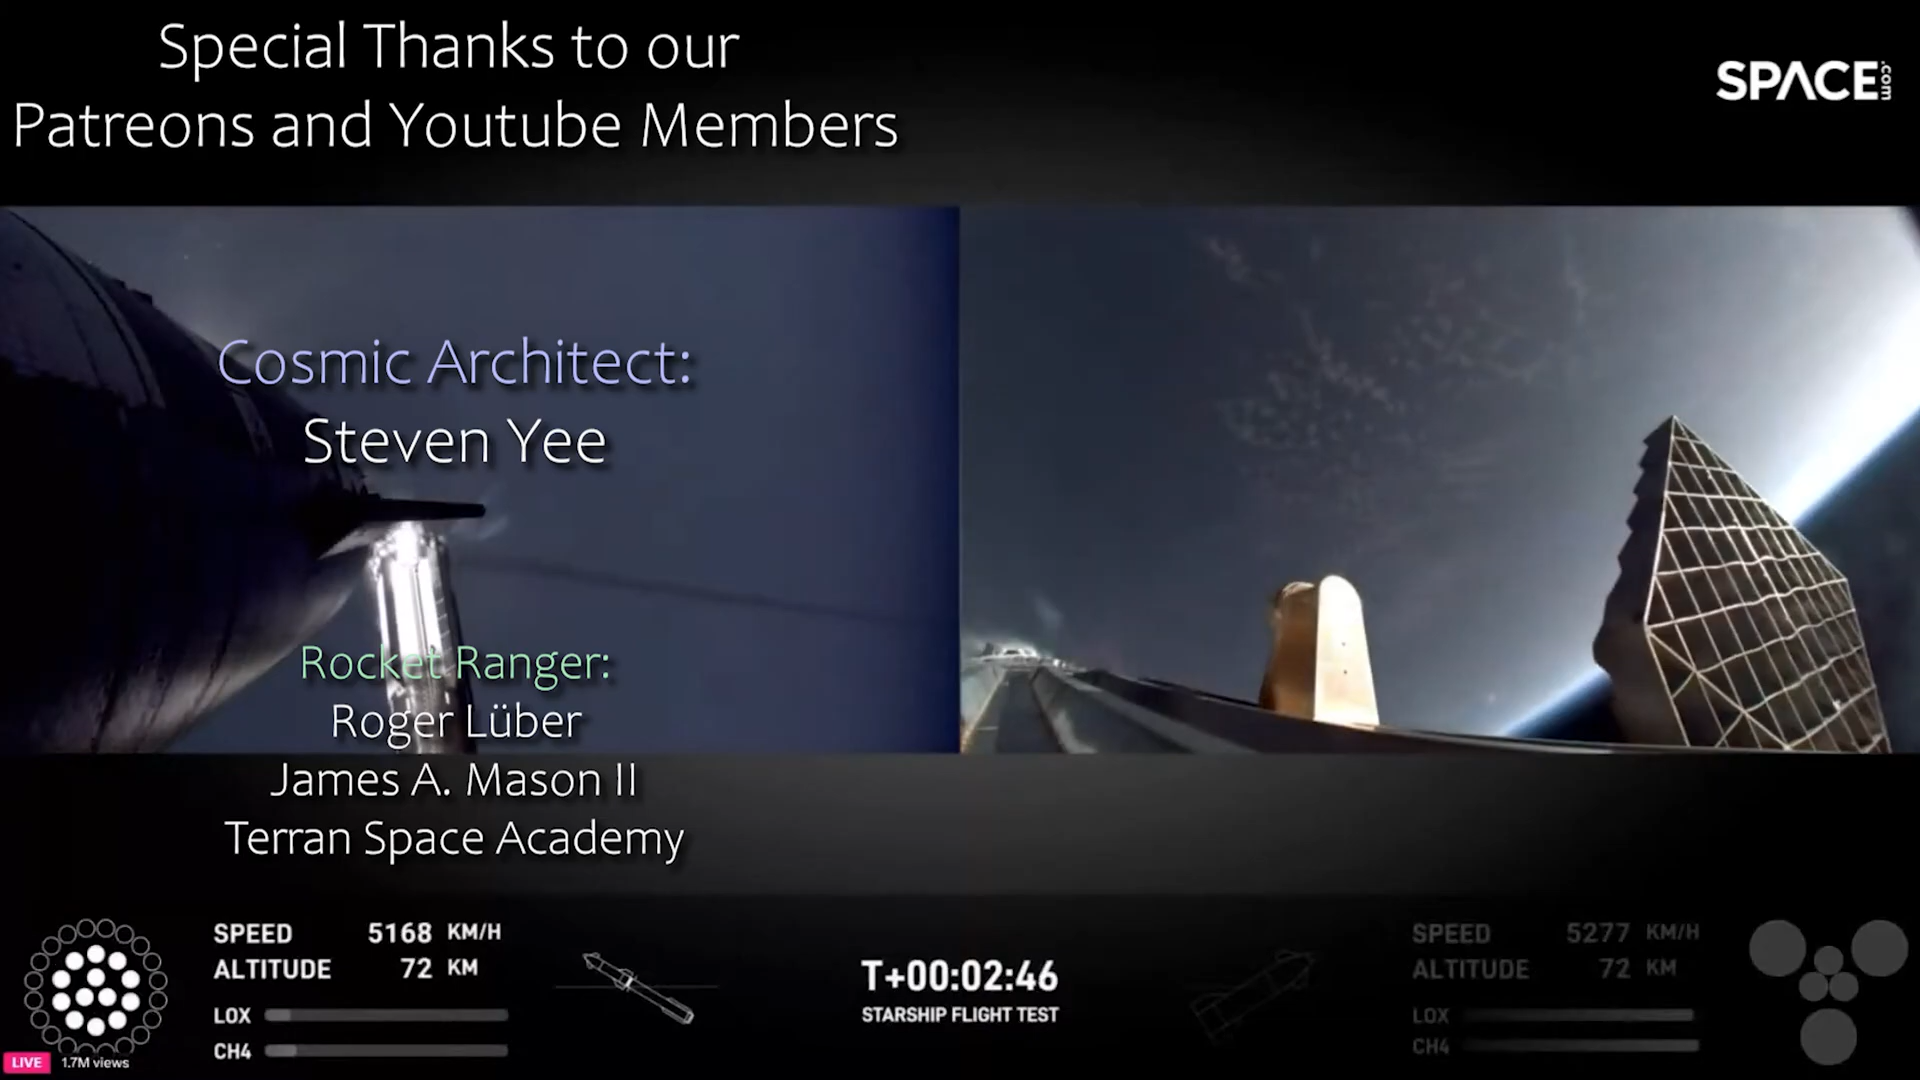 Special Thanks to our
Patreons and Youtube Members
SPACE.com
Cosmic Architect:
Steven Yee
Rocket Ranger:
Roger Lüber
James A. Mason II
Terran Space Academy
SPEED 5168 KM/H
ALTITUDE 72 KM
LOX
CH4
T+00:02:46
STARSHIP FLIGHT TEST
SPEED 5277 KM/H
ALTITUDE 72 KM
LOX
CH4
LIVE 1.7M views